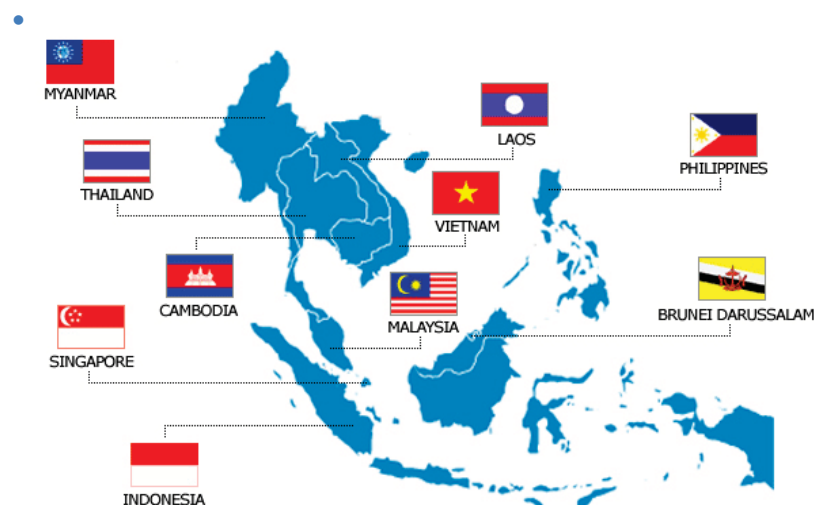 MYANMAR
LAOS
PHILIPPINES
THAILAND
VIETNAM
CAMBODIA
MALAYSIA
BRUNEI DARUSSALAM
SINGAPORE
INDONESIA